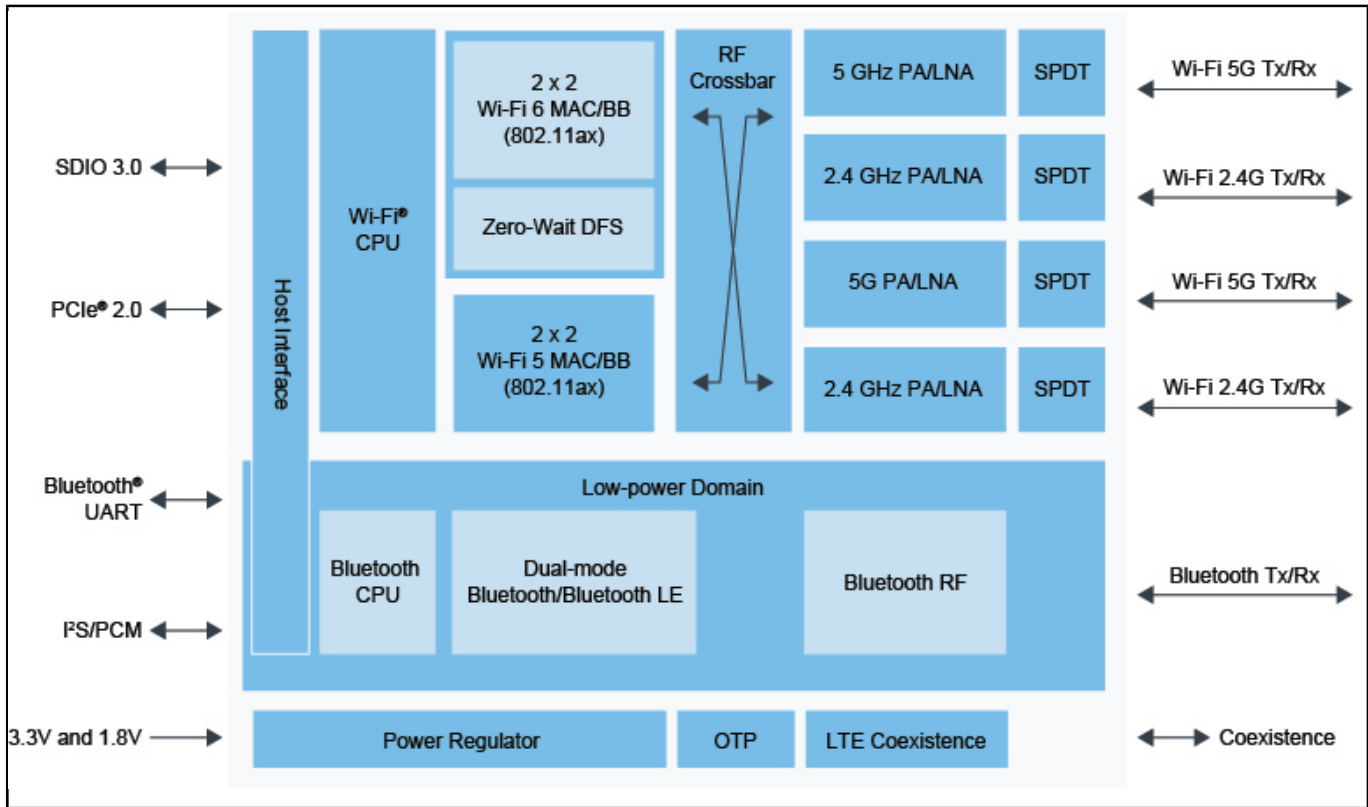 SDIO 3.0
PCIe® 2.0
Bluetooth®
UART
I²S/PCM
3.3V and 1.8V
Host Interface
Wi-Fi®
CPU
2 x 2
Wi-Fi 6 MAC/BB
(802.11ax)
Zero-Wait DFS
2 x 2
Wi-Fi 5 MAC/BB
(802.11ax)
RF
Crossbar
5 GHz PA/LNA
SPDT
Wi-Fi 5G Tx/Rx
2.4 GHz PA/LNA
SPDT
Wi-Fi 2.4G Tx/Rx
5G PA/LNA
SPDT
Wi-Fi 5G Tx/Rx
2.4 GHz PA/LNA
SPDT
Wi-Fi 2.4G Tx/Rx
Low-power Domain
Bluetooth
CPU
Dual-mode
Bluetooth/Bluetooth LE
Bluetooth RF
Bluetooth Tx/Rx
Power Regulator
OTP
LTE Coexistence
Coexistence